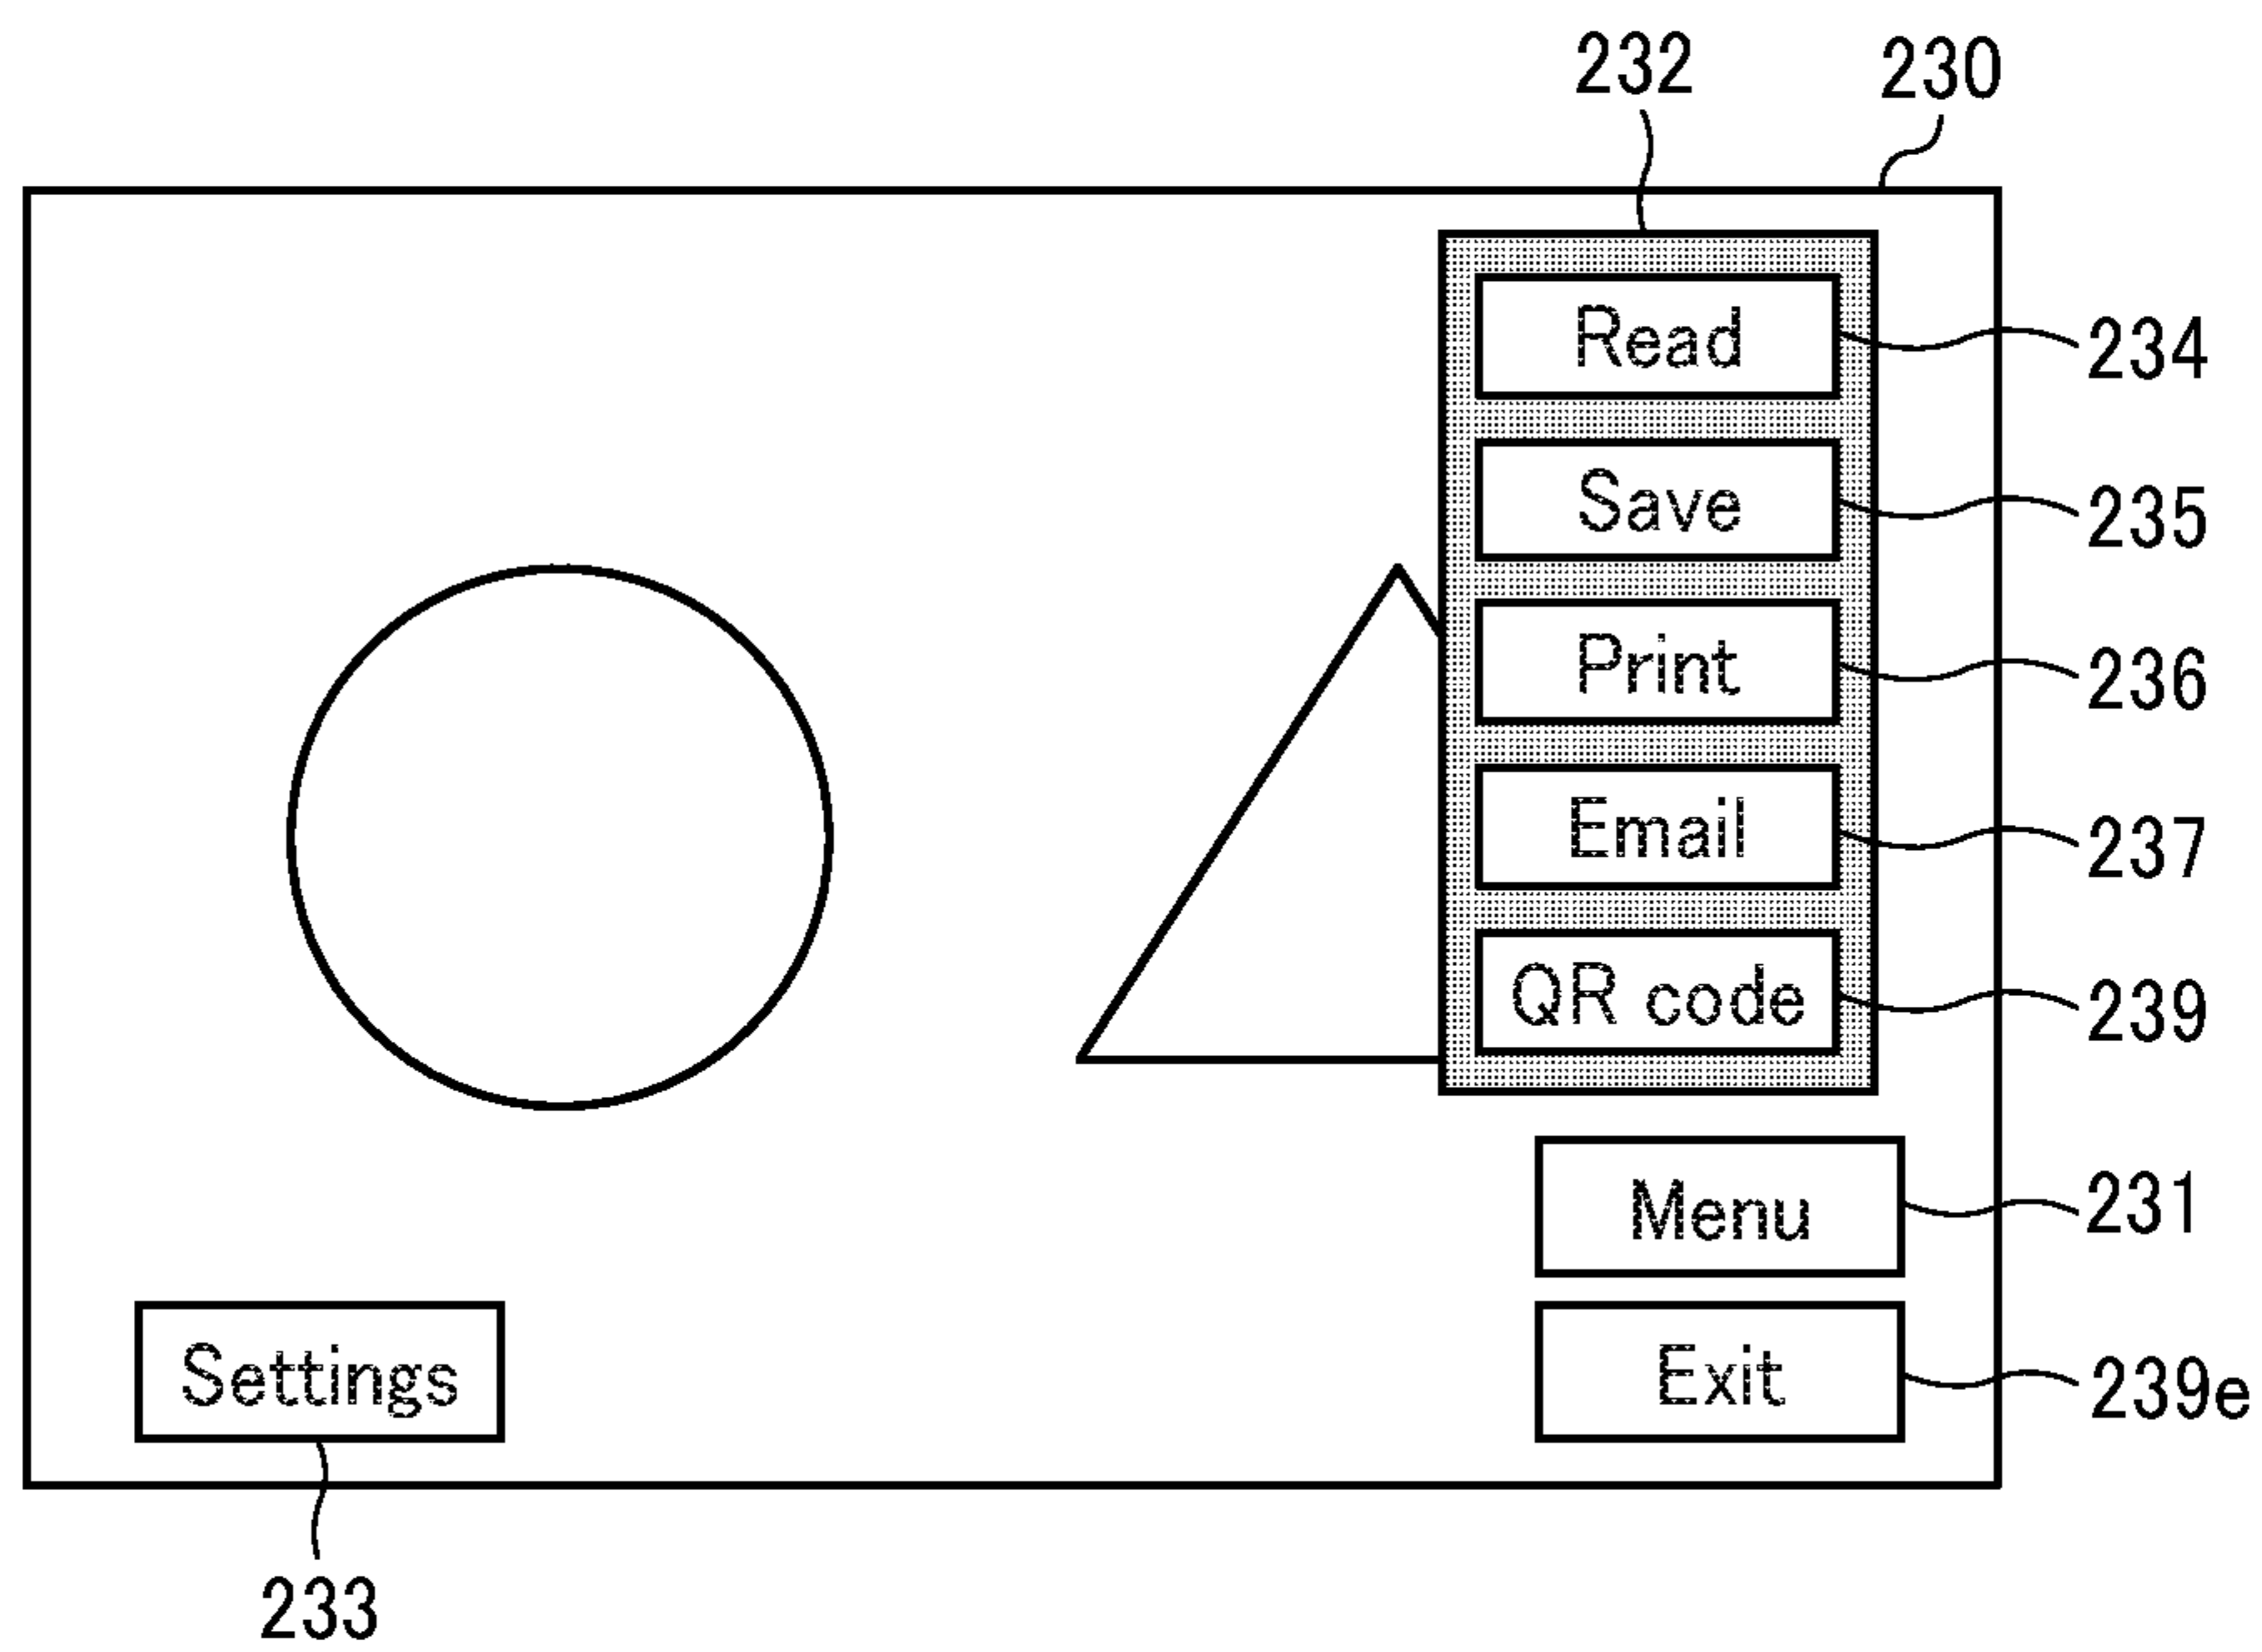 232 230
Read 234
Save 235
Print 236
Email 237
QR code 239
Menu 231
Settings Exit 239e
233